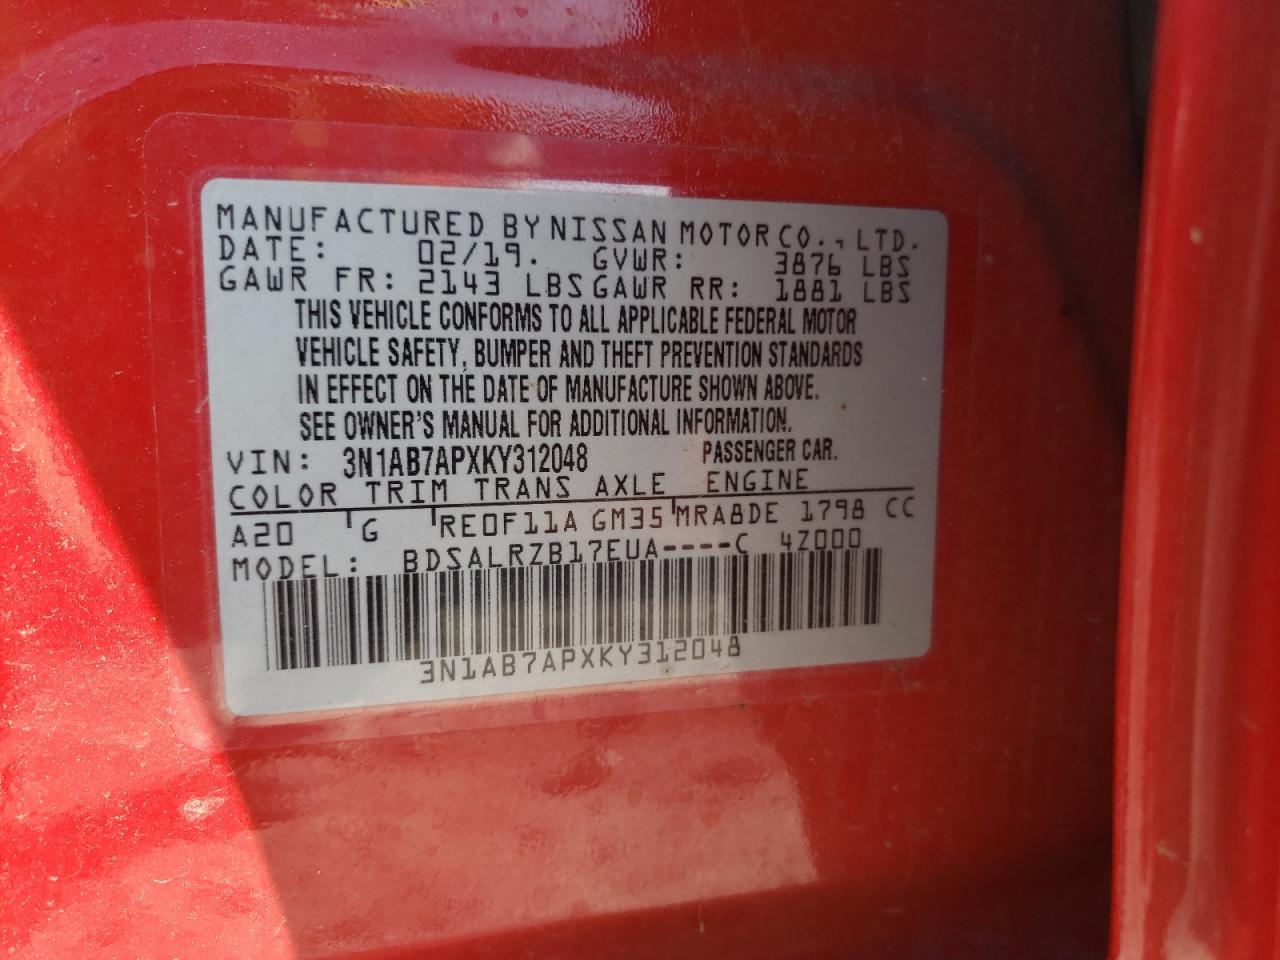 MANUFACTURED BY NISSAN MOTOR CO., LTD.
DATE: 02/19. GVWR: 3876 LBS
GAWR FR: 2143 LBS GAWR RR: 1881 LBS
THIS VEHICLE CONFORMS TO ALL APPLICABLE FEDERAL MOTOR
VEHICLE SAFETY, BUMPER AND THEFT PREVENTION STANDARDS
IN EFFECT ON THE DATE OF MANUFACTURE SHOWN ABOVE.
SEE OWNER'S MANUAL FOR ADDITIONAL INFORMATION.
VIN: 3N1AB7APXKY312048 PASSENGER CAR.
COLOR TRIM TRANS AXLE ENGINE
A20 G RE0F11A GM35 MRA8DE 1798 CC
MODEL: BDSALRZB17EUA----C 4Z000
3N1AB7APXKY312048